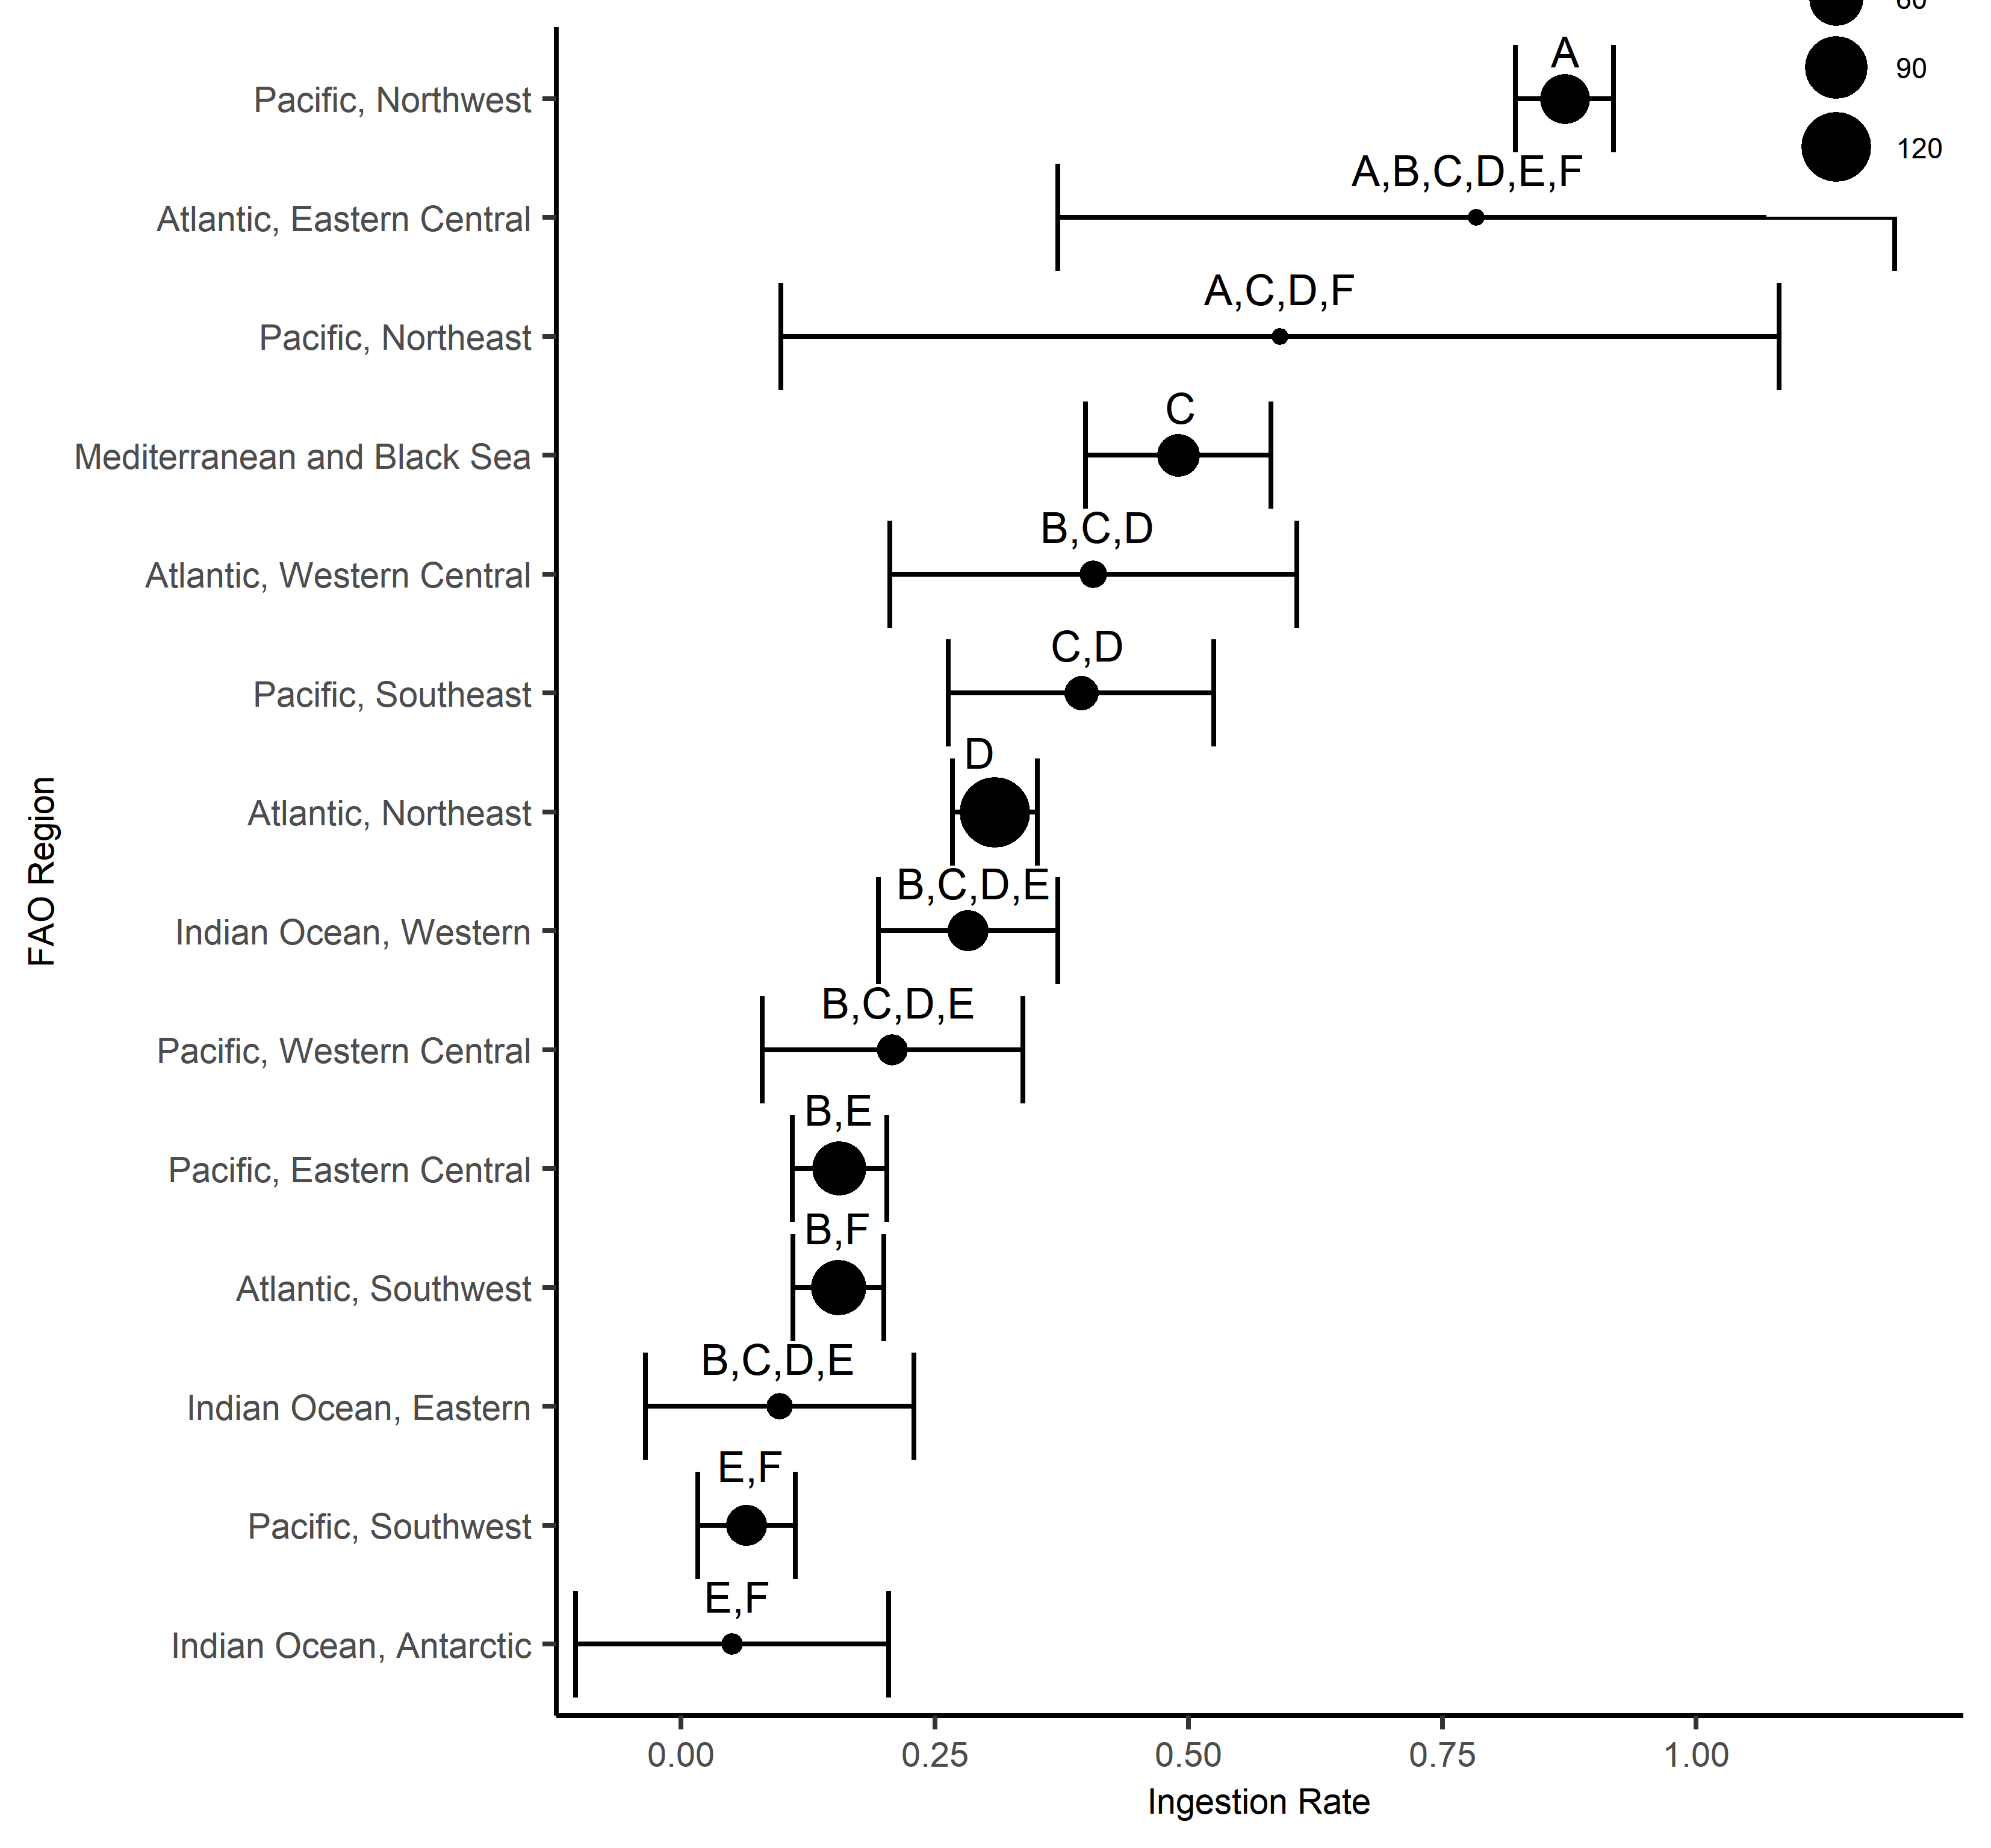 60
90
120
Pacific, Northwest
A
Atlantic, Eastern Central
A,B,C,D,E,F
Pacific, Northeast
A,C,D,F
Mediterranean and Black Sea
C
Atlantic, Western Central
B,C,D
Pacific, Southeast
C,D
Atlantic, Northeast
D
Indian Ocean, Western
B,C,D,E
Pacific, Western Central
B,C,D,E
Pacific, Eastern Central
B,E
Atlantic, Southwest
B,F
Indian Ocean, Eastern
B,C,D,E
Pacific, Southwest
E,F
Indian Ocean, Antarctic
E,F
FAO Region
0.00 0.25 0.50 0.75 1.00
Ingestion Rate